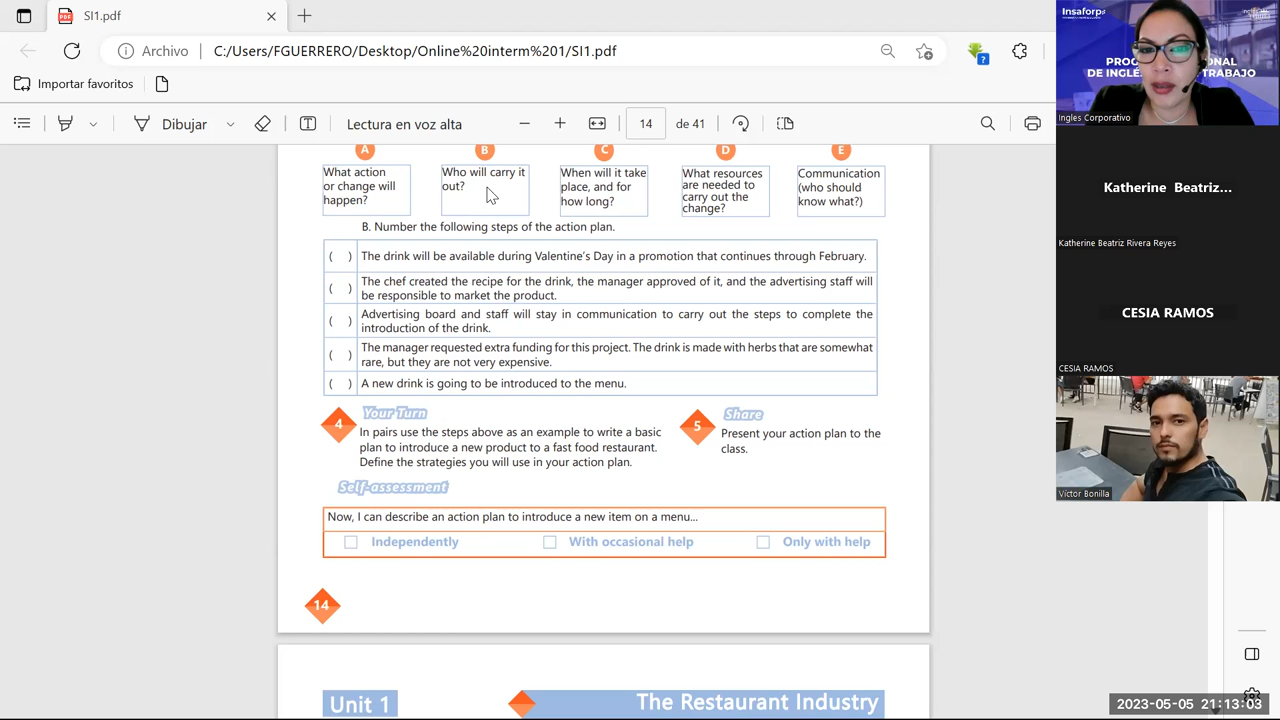 SI1.pdf
Archivo
C:/Users/FGUERRERO/Desktop/Online%20interm%201/SI1.pdf
?
Importar favoritos
Dibujar
Lectura en voz alta
14
de 41
A
B
C
D
E
What action
or change will
happen?
Who will carry it
out?
When will it take
place, and for
how long?
What resources
are needed to
carry out the
change?
Communication
(who should
know what?)
B. Number the following steps of the action plan.
( ) The drink will be available during Valentine's Day in a promotion that continues through February.
( ) The chef created the recipe for the drink, the manager approved of it, and the advertising staff will
be responsible to market the product.
( ) Advertising board and staff will stay in communication to carry out the steps to complete the
introduction of the drink.
( ) The manager requested extra funding for this project. The drink is made with herbs that are somewhat
rare, but they are not very expensive.
( ) A new drink is going to be introduced to the menu.
4
Your Turn
In pairs use the steps above as an example to write a basic
plan to introduce a new product to a fast food restaurant.
Define the strategies you will use in your action plan.
5
Share
Present your action plan to the
class.
Self-assessment
Now, I can describe an action plan to introduce a new item on a menu...
Independently
With occasional help
Only with help
14
Unit 1
The Restaurant Industry
Insaforp
DE INGL
TRABAJO
Ingles Corporativo
Katherine Beatriz...
Katherine Beatriz Rivera Reyes
CESIA RAMOS
CESIA RAMOS
Víctor Bonilla
2023-05-05 21:13:03